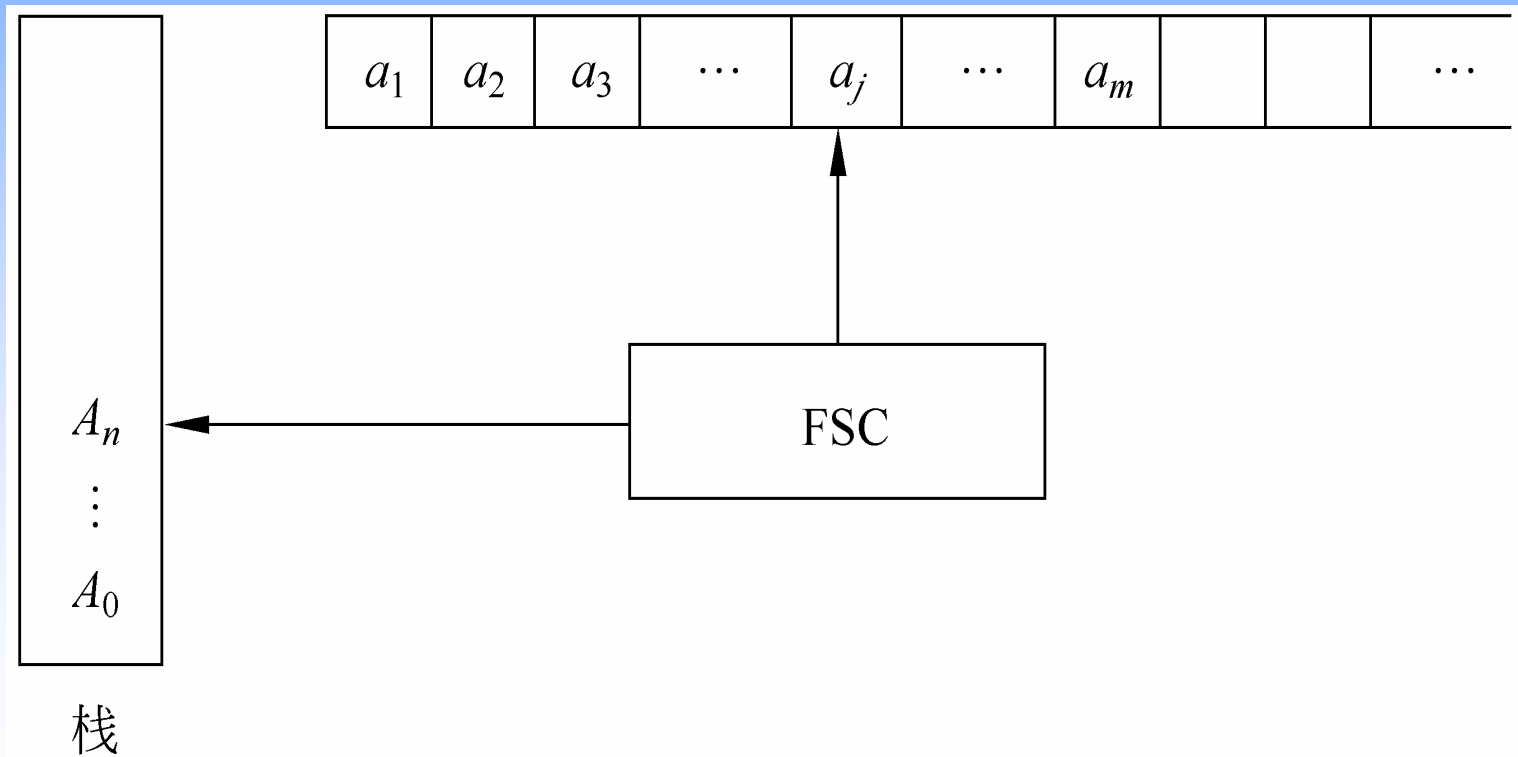 a1 a2 a3 … aj … am …
An
FSC
⋮
A0
栈